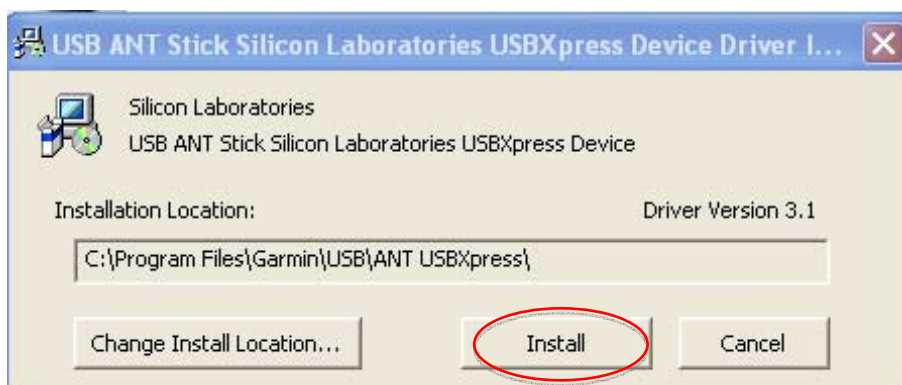 USB ANT Stick Silicon Laboratories USBXpress Device Driver I...
Silicon Laboratories
USB ANT Stick Silicon Laboratories USBXpress Device
Installation Location:
Driver Version 3.1
C:\Program Files\Garmin\USB\ANT USBXpress\
Change Install Location...
Install
Cancel